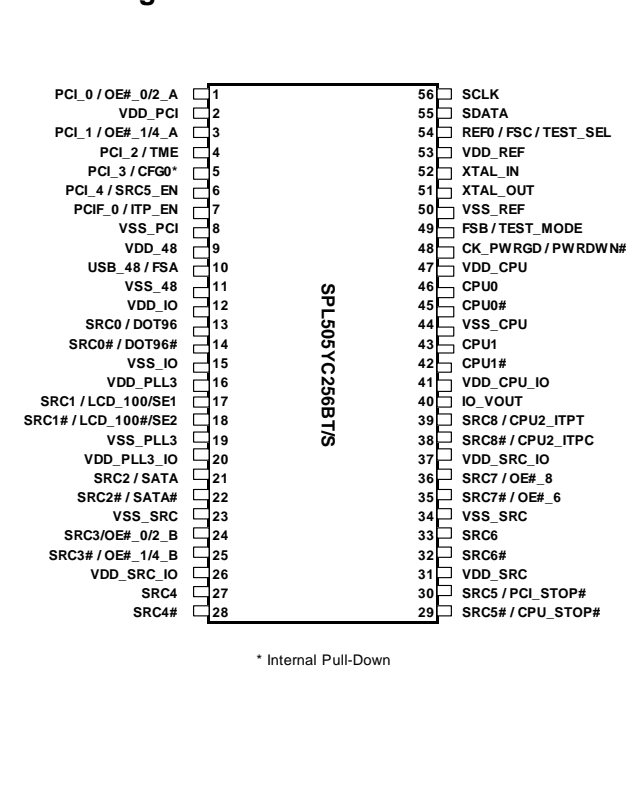 g
PCI_0 / OE#_0/2_A 1
VDD_PCI 2
PCI_1 / OE#_1/4_A 3
PCI_2 / TME 4
PCI_3 / CFG0* 5
PCI_4 / SRC5_EN 6
PCIF_0 / ITP_EN 7
VSS_PCI 8
VDD_48 9
USB_48 / FSA 10
VSS_48 11
VDD_IO 12
SRC0 / DOT96 13
SRC0# / DOT96# 14
VSS_IO 15
VDD_PLL3 16
SRC1 / LCD_100/SE1 17
SRC1# / LCD_100#/SE2 18
VSS_PLL3 19
VDD_PLL3_IO 20
SRC2 / SATA 21
SRC2# / SATA# 22
VSS_SRC 23
SRC3/OE#_0/2_B 24
SRC3# / OE#_1/4_B 25
VDD_SRC_IO 26
SRC4 27
SRC4# 28
SPL505YC256BT/S
56 SCLK
55 SDATA
54 REF0 / FSC / TEST_SEL
53 VDD_REF
52 XTAL_IN
51 XTAL_OUT
50 VSS_REF
49 FSB / TEST_MODE
48 CK_PWRGD / PWRDWN#
47 VDD_CPU
46 CPU0
45 CPU0#
44 VSS_CPU
43 CPU1
42 CPU1#
41 VDD_CPU_IO
40 IO_VOUT
39 SRC8 / CPU2_ITPT
38 SRC8# / CPU2_ITPC
37 VDD_SRC_IO
36 SRC7 / OE#_8
35 SRC7# / OE#_6
34 VSS_SRC
33 SRC6
32 SRC6#
31 VDD_SRC
30 SRC5 / PCI_STOP#
29 SRC5# / CPU_STOP#
* Internal Pull-Down